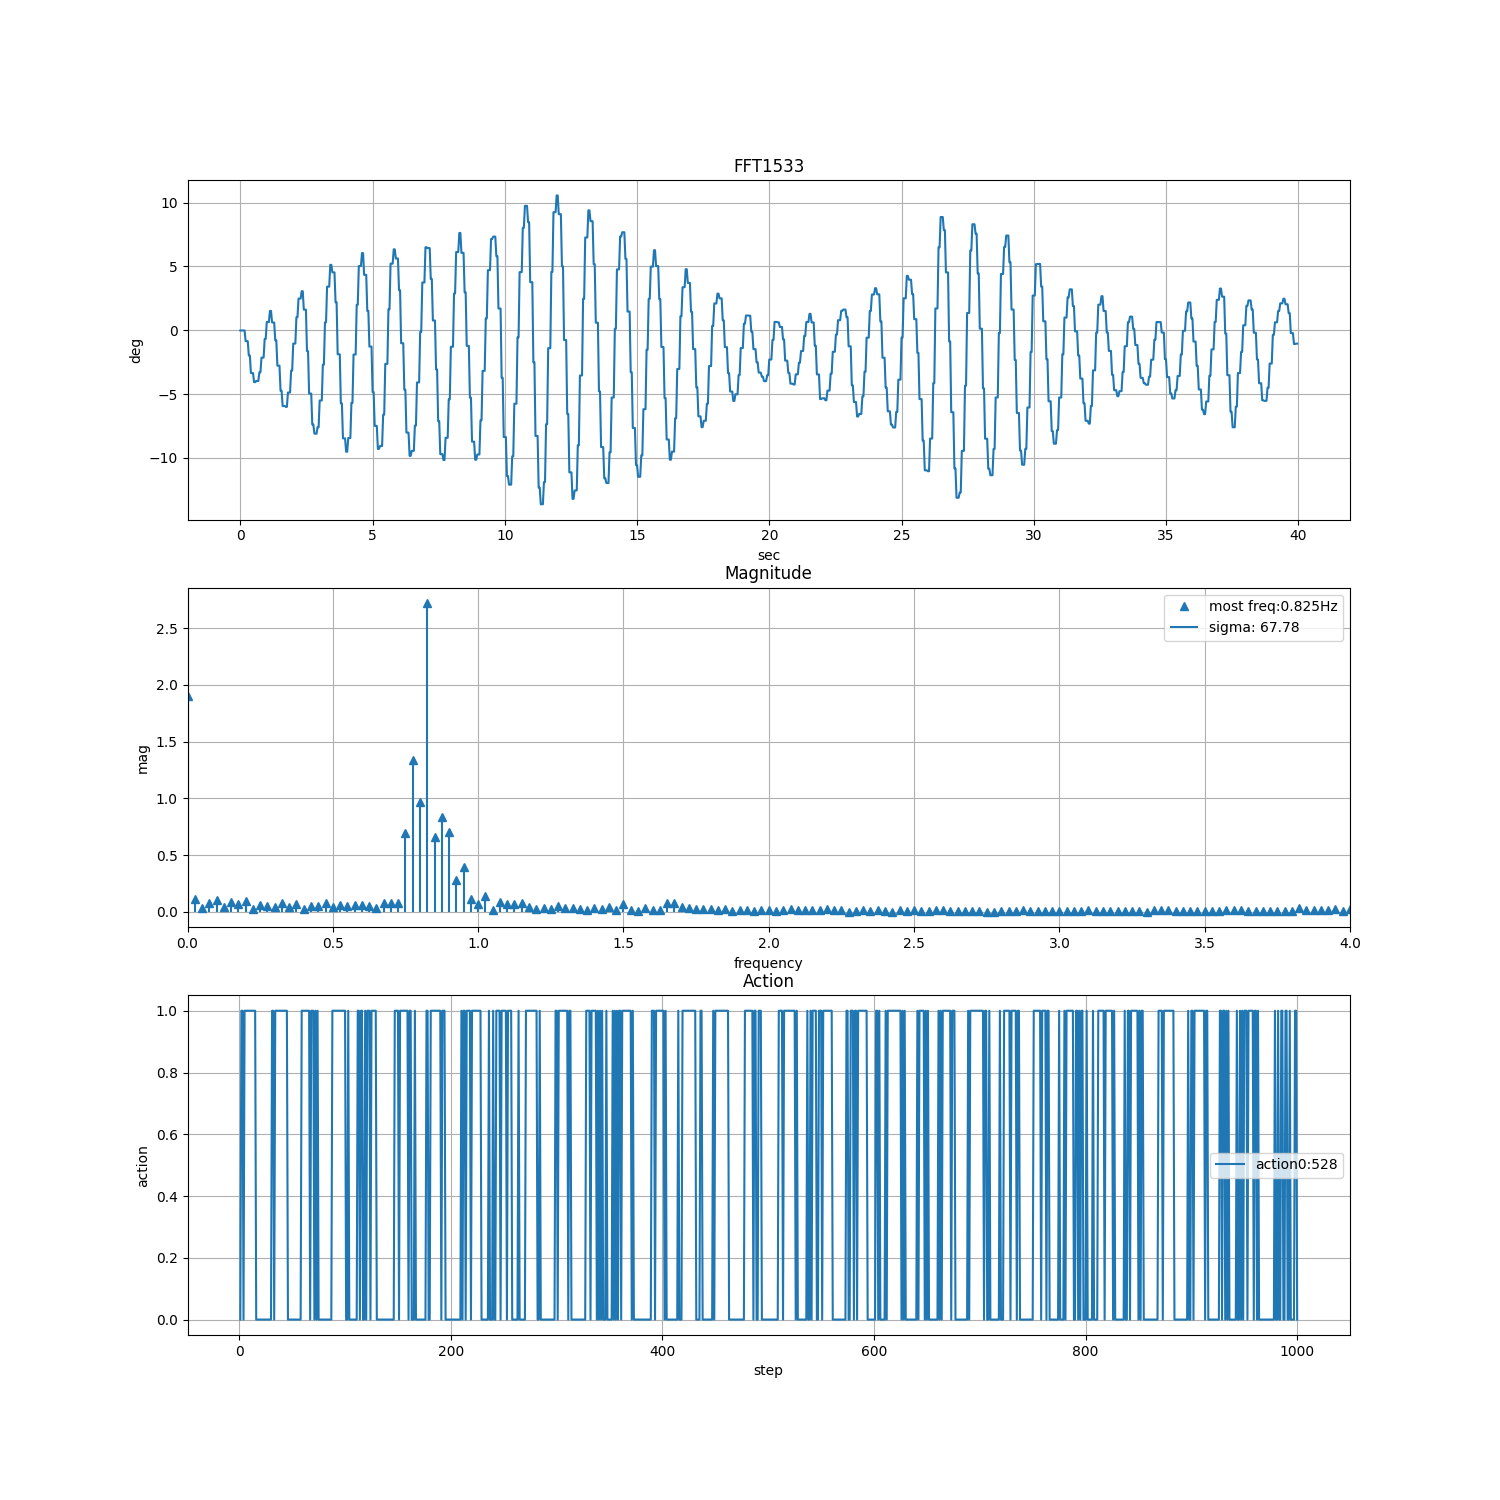 FFT1533
10
5
0
−5
−10
deg
0 5 10 15 20 25 30 35 40
sec
Magnitude
most freq:0.825Hz
sigma: 67.78
2.5
2.0
1.5
1.0
0.5
0.0
mag
0.0 0.5 1.0 1.5 2.0 2.5 3.0 3.5 4.0
frequency
Action
1.0
0.8
0.6
0.4
0.2
0.0
action
action0:528
0 200 400 600 800 1000
step